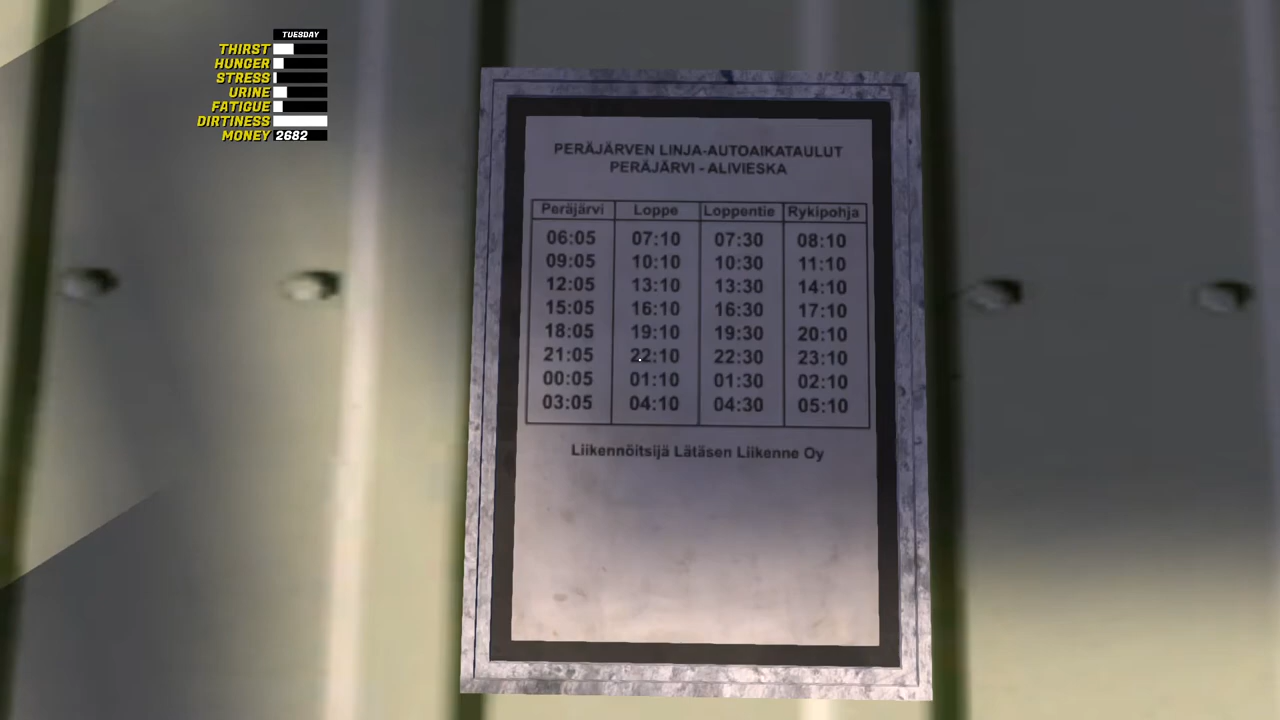 TUESDAY
THIRST
HUNGER
STRESS
URINE
FATIGUE
DIRTINESS
MONEY 2682
PERÄJÄRVEN LINJA-AUTOAIKATAULUT
PERÄJÄRVI - ALIVIESKA
Peräjärvi Loppe Loppentie Rykipohja
06:05 07:10 07:30 08:10
09:05 10:10 10:30 11:10
12:05 13:10 13:30 14:10
15:05 16:10 16:30 17:10
18:05 19:10 19:30 20:10
21:05 22:10 22:30 23:10
00:05 01:10 01:30 02:10
03:05 04:10 04:30 05:10
Liikennöitsijä Lätäsen Liikenne Oy